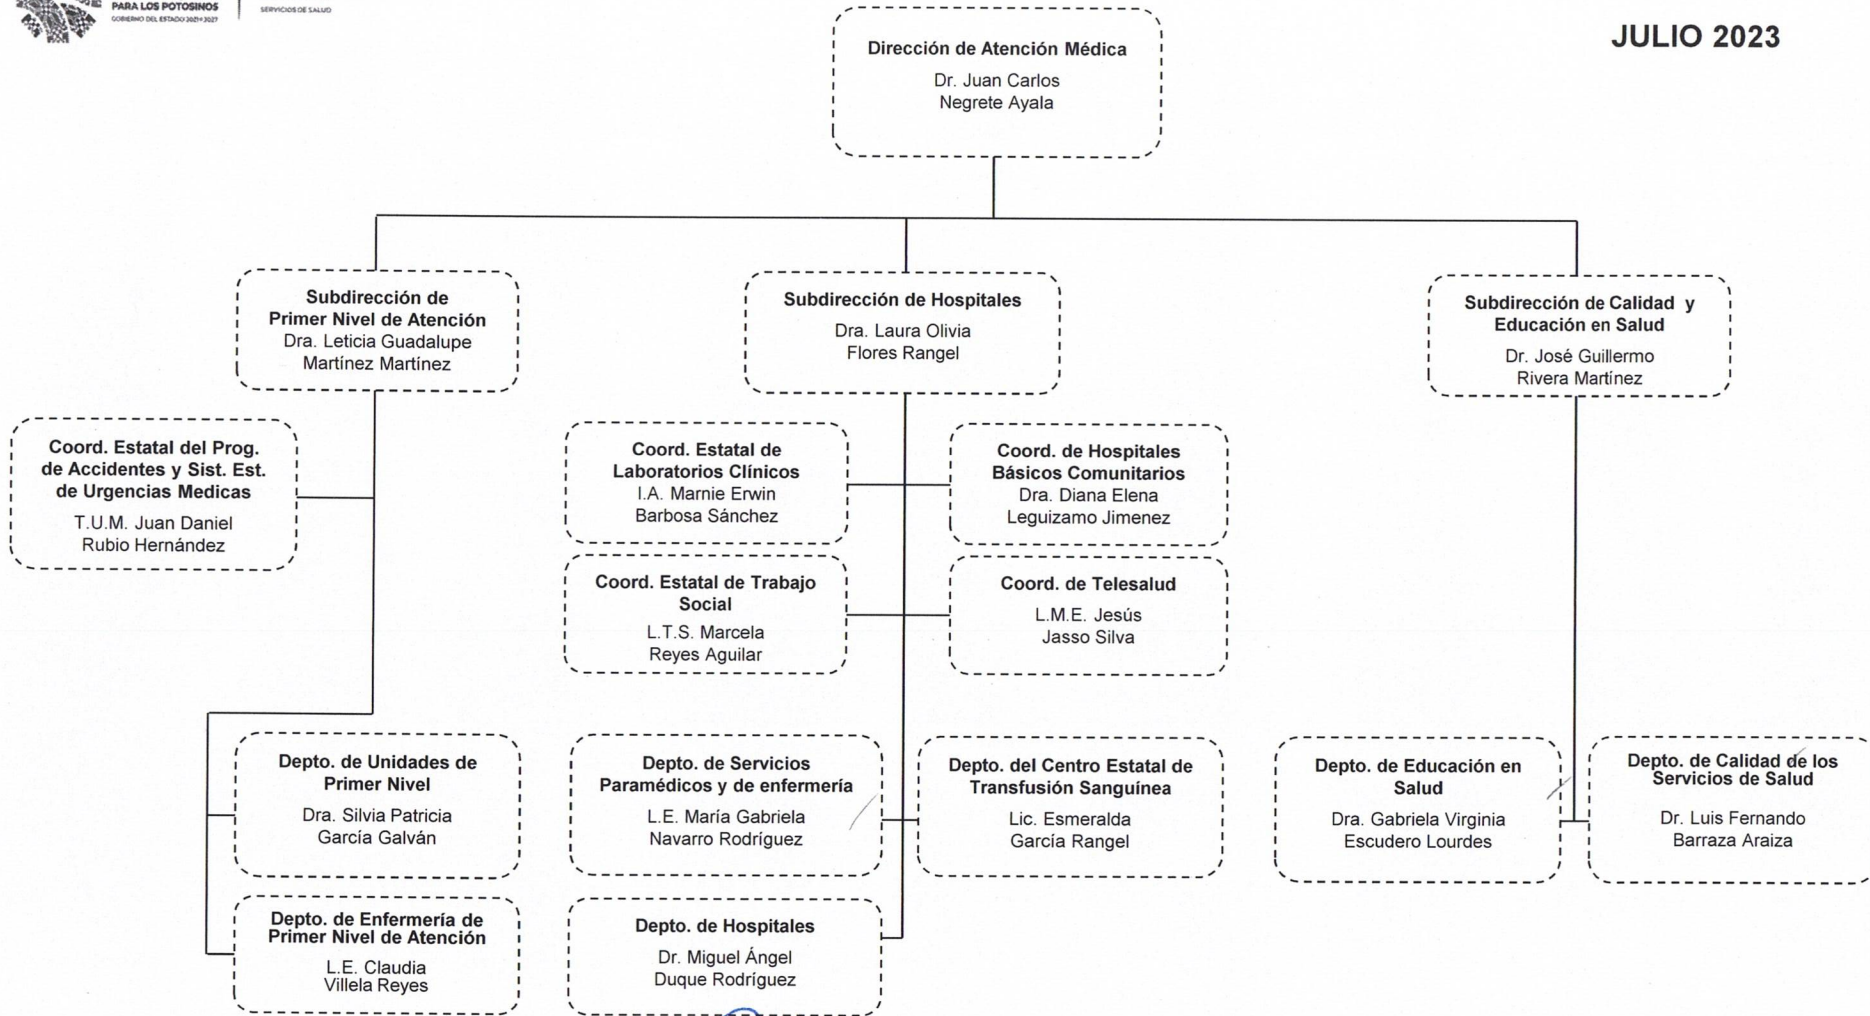 PARA LOS POTOSINOS
GOBIERNO DEL ESTADO 2021-2027
SERVICIOS DE SALUD
JULIO 2023
Dirección de Atención Médica
Dr. Juan Carlos
Negrete Ayala
Subdirección de
Primer Nivel de Atención
Dra. Leticia Guadalupe
Martínez Martínez
Subdirección de Hospitales
Dra. Laura Olivia
Flores Rangel
Subdirección de Calidad y
Educación en Salud
Dr. José Guillermo
Rivera Martínez
Coord. Estatal del Prog.
de Accidentes y Sist. Est.
de Urgencias Medicas
T.U.M. Juan Daniel
Rubio Hernández
Coord. Estatal de
Laboratorios Clínicos
I.A. Marnie Erwin
Barbosa Sánchez
Coord. de Hospitales
Básicos Comunitarios
Dra. Diana Elena
Leguizamo Jimenez
Coord. Estatal de Trabajo
Social
L.T.S. Marcela
Reyes Aguilar
Coord. de Telesalud
L.M.E. Jesús
Jasso Silva
Depto. de Unidades de
Primer Nivel
Dra. Silvia Patricia
García Galván
Depto. de Servicios
Paramédicos y de enfermería
L.E. María Gabriela
Navarro Rodríguez
Depto. del Centro Estatal de
Transfusión Sanguínea
Lic. Esmeralda
García Rangel
Depto. de Educación en
Salud
Dra. Gabriela Virginia
Escudero Lourdes
Depto. de Calidad de los
Servicios de Salud
Dr. Luis Fernando
Barraza Araiza
Depto. de Enfermería de
Primer Nivel de Atención
L.E. Claudia
Villela Reyes
Depto. de Hospitales
Dr. Miguel Ángel
Duque Rodríguez